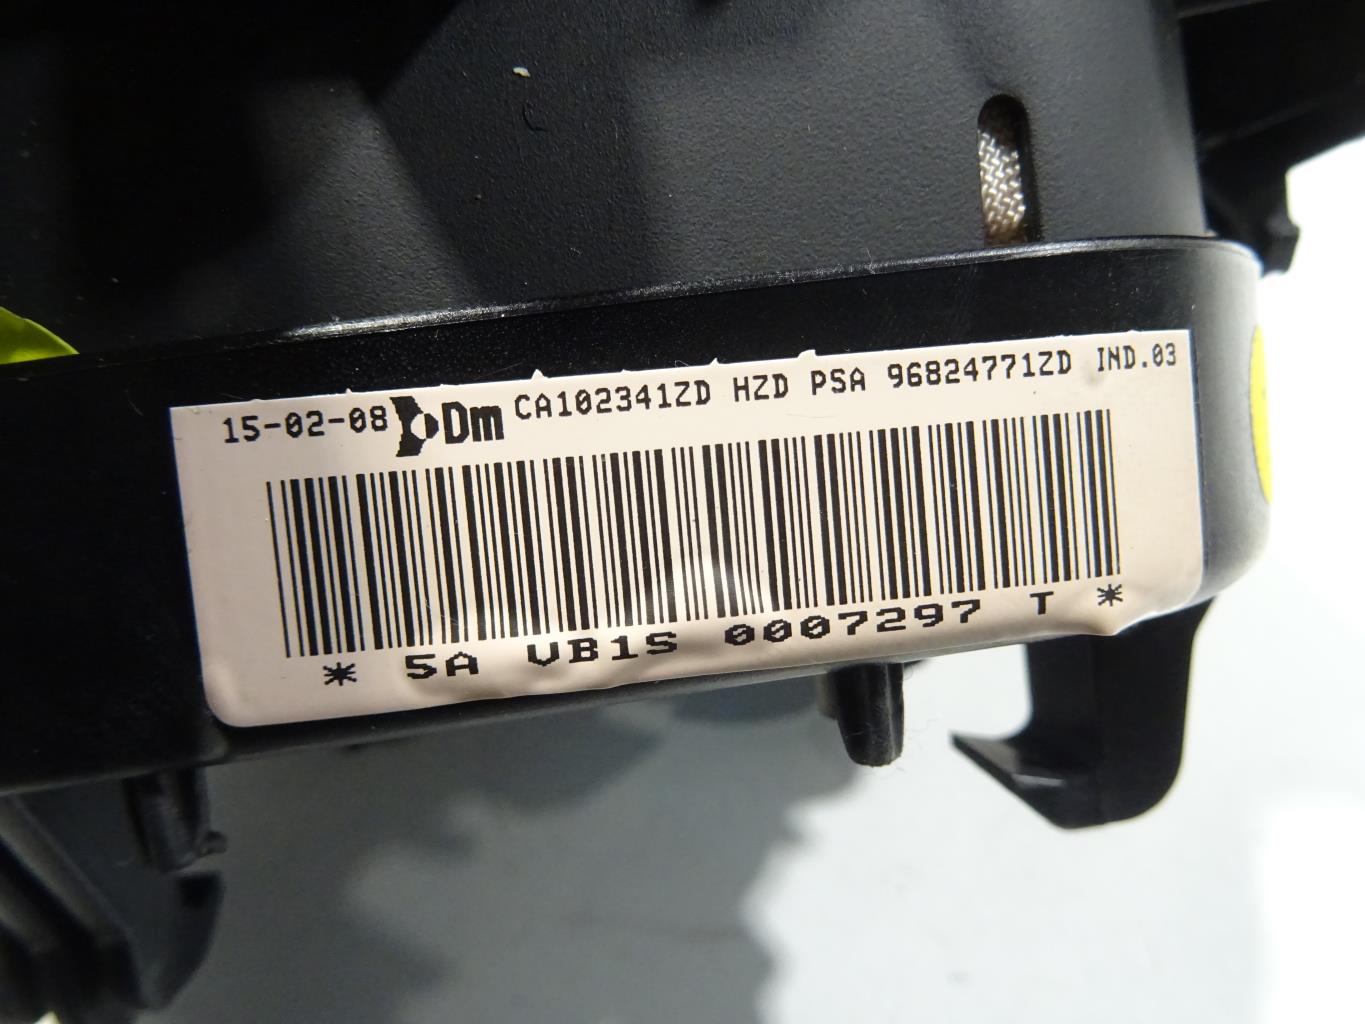 15-02-08 Dm CA102341ZD HZD PSA 96824771ZD IND.03
* 5A VB1S 0007297 T *